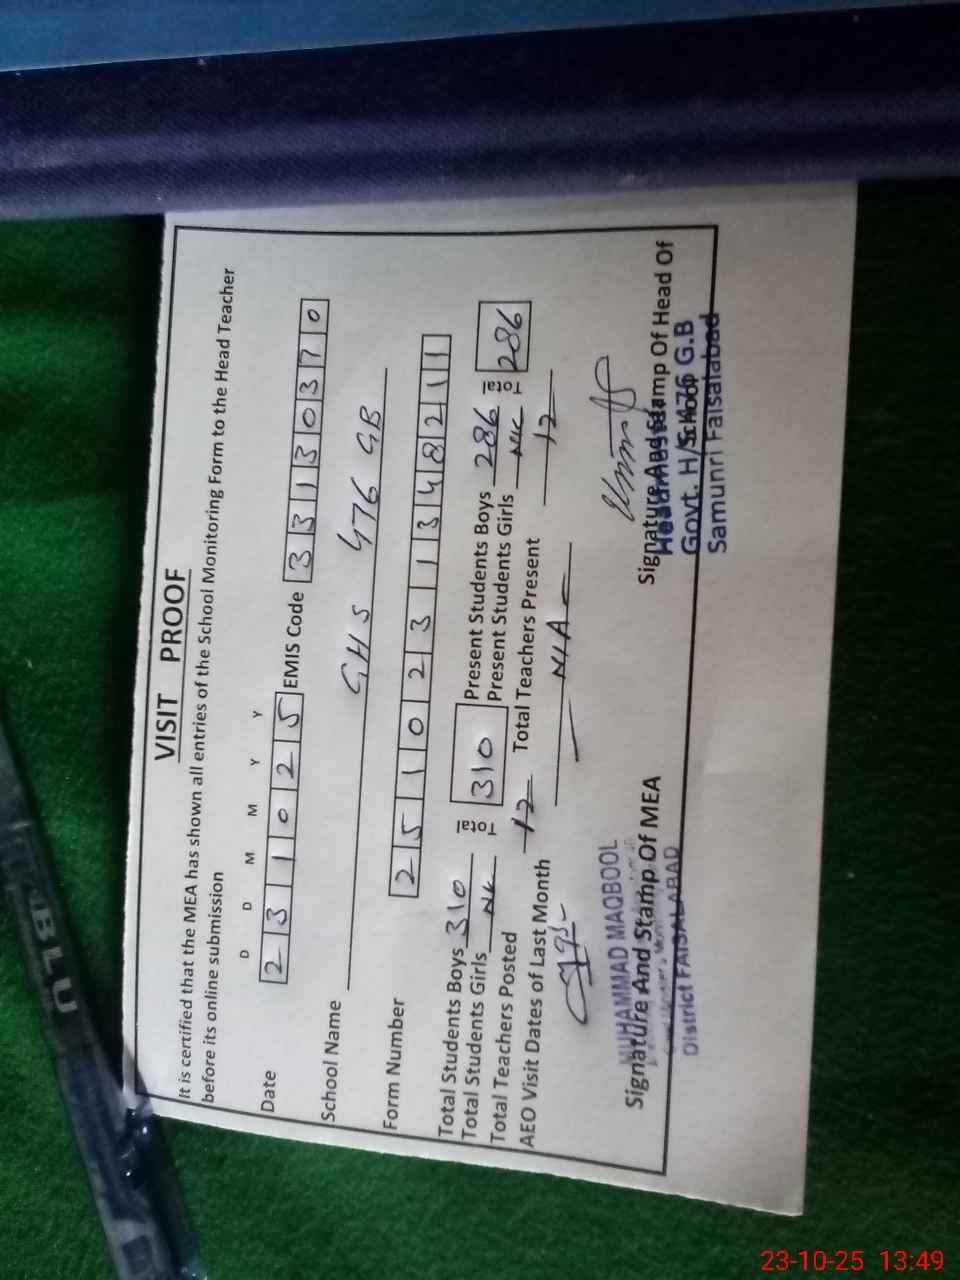 VISIT PROOF
It is certified that the MEA has shown all entries of the School Monitoring Form to the Head Teacher
before its online submission
D D M M Y Y
Date 2 3 1 0 2 5 EMIS Code 3 3 1 3 0 3 7 0
School Name GHS 476 GB
Form Number 2 5 1 0 2 3 1 3 4 8 2 1 1
Total Students Boys 310 Total 310 Present Students Boys 286 Total 286
Total Students Girls NIL Present Students Girls NIL
Total Teachers Posted 12 Total Teachers Present 12
AEO Visit Dates of Last Month N/A
MUHAMMAD MAQBOOL
Signature And Stamp Of MEA
District FAISALABAD
Signature And Stamp Of Head Of
School
Headmaster
Govt. H/S 476 G.B
Samunri Faisalabad
BLU
23-10-25 13:49